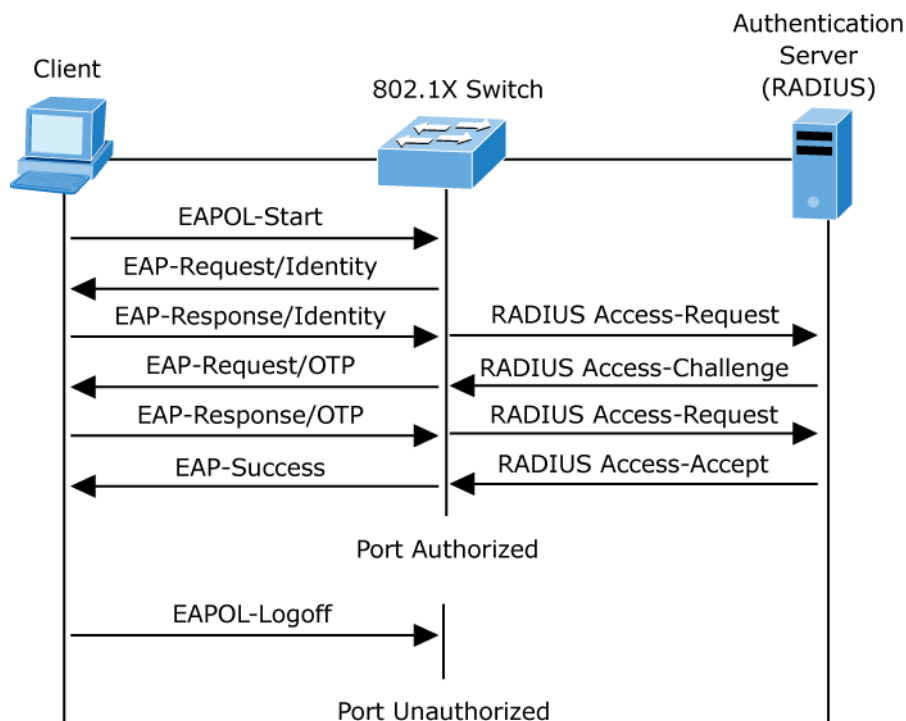 Authentication
Server
(RADIUS)
Client
802.1X Switch
EAPOL-Start
EAP-Request/Identity
EAP-Response/Identity
RADIUS Access-Request
EAP-Request/OTP
RADIUS Access-Challenge
EAP-Response/OTP
RADIUS Access-Request
EAP-Success
RADIUS Access-Accept
Port Authorized
EAPOL-Logoff
Port Unauthorized